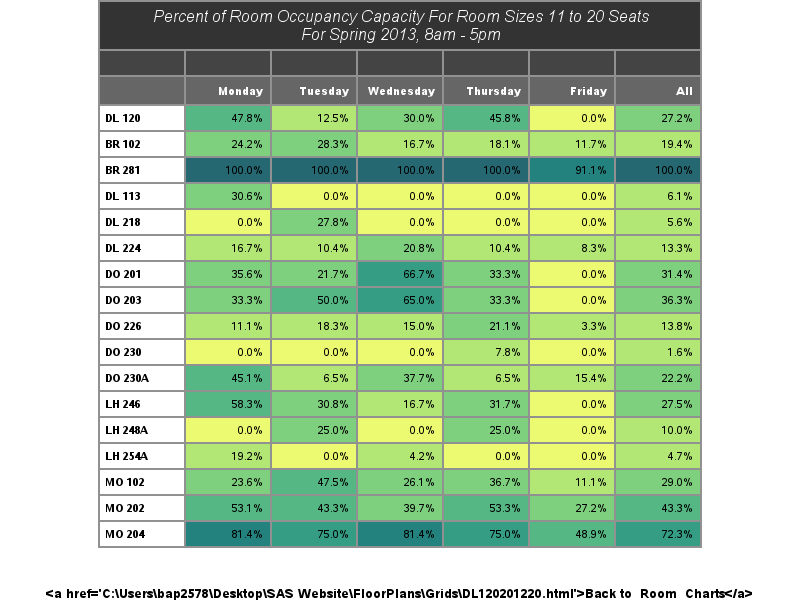 Percent of Room Occupancy Capacity For Room Sizes 11 to 20 Seats
For Spring 2013, 8am - 5pm
Monday Tuesday Wednesday Thursday Friday All
DL 120 47.8% 12.5% 30.0% 45.8% 0.0% 27.2%
BR 102 24.2% 28.3% 16.7% 18.1% 11.7% 19.4%
BR 281 100.0% 100.0% 100.0% 100.0% 91.1% 100.0%
DL 113 30.6% 0.0% 0.0% 0.0% 0.0% 6.1%
DL 218 0.0% 27.8% 0.0% 0.0% 0.0% 5.6%
DL 224 16.7% 10.4% 20.8% 10.4% 8.3% 13.3%
DO 201 35.6% 21.7% 66.7% 33.3% 0.0% 31.4%
DO 203 33.3% 50.0% 65.0% 33.3% 0.0% 36.3%
DO 226 11.1% 18.3% 15.0% 21.1% 3.3% 13.8%
DO 230 0.0% 0.0% 0.0% 7.8% 0.0% 1.6%
DO 230A 45.1% 6.5% 37.7% 6.5% 15.4% 22.2%
LH 246 58.3% 30.8% 16.7% 31.7% 0.0% 27.5%
LH 248A 0.0% 25.0% 0.0% 25.0% 0.0% 10.0%
LH 254A 19.2% 0.0% 4.2% 0.0% 0.0% 4.7%
MO 102 23.6% 47.5% 26.1% 36.7% 11.1% 29.0%
MO 202 53.1% 43.3% 39.7% 53.3% 27.2% 43.3%
MO 204 81.4% 75.0% 81.4% 75.0% 48.9% 72.3%
<a href='C:\Users\bap2578\Desktop\SAS Website\FloorPlans\Grids\DL120201220.html'>Back to Room Charts</a>